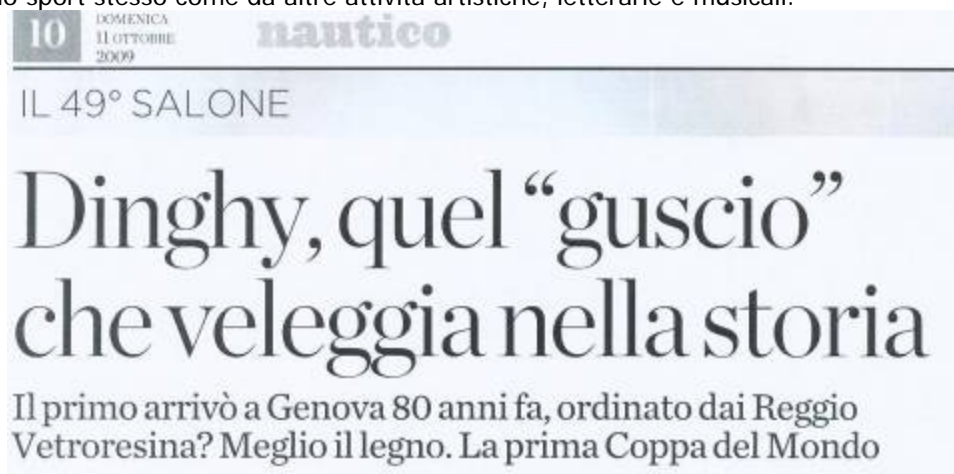 lo sport stesso come da altre attività artistiche, letterarie e musicali.
10
DOMENICA
11 OTTOBRE
2009
nautico
IL 49° SALONE
Dinghy, quel “guscio”
che veleggia nella storia
Il primo arrivò a Genova 80 anni fa, ordinato dai Reggio
Vetroresina? Meglio il legno. La prima Coppa del Mondo